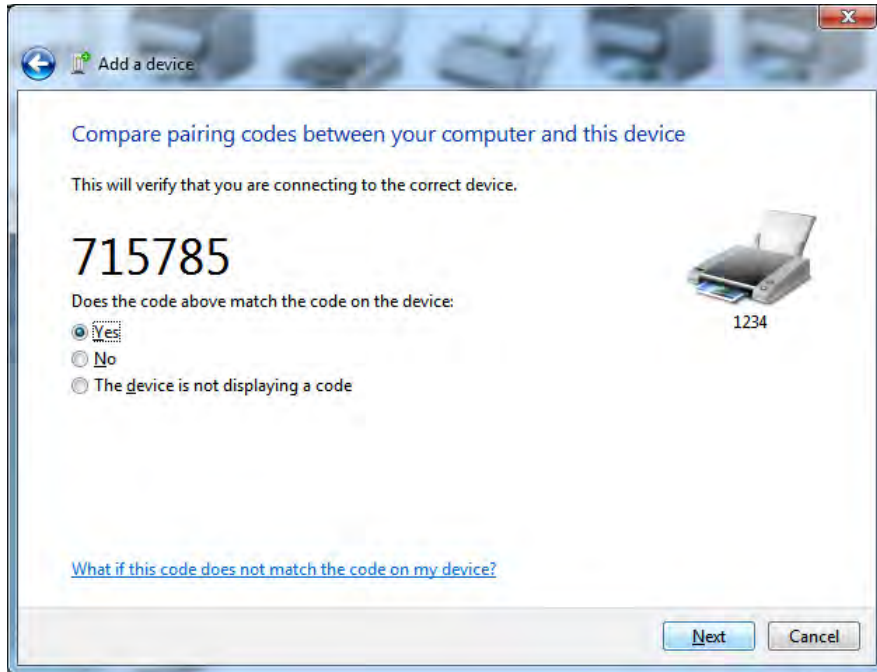 Add a device
Compare pairing codes between your computer and this device
This will verify that you are connecting to the correct device.
715785
Does the code above match the code on the device:
Yes
No
The device is not displaying a code
1234
What if this code does not match the code on my device?
Next
Cancel